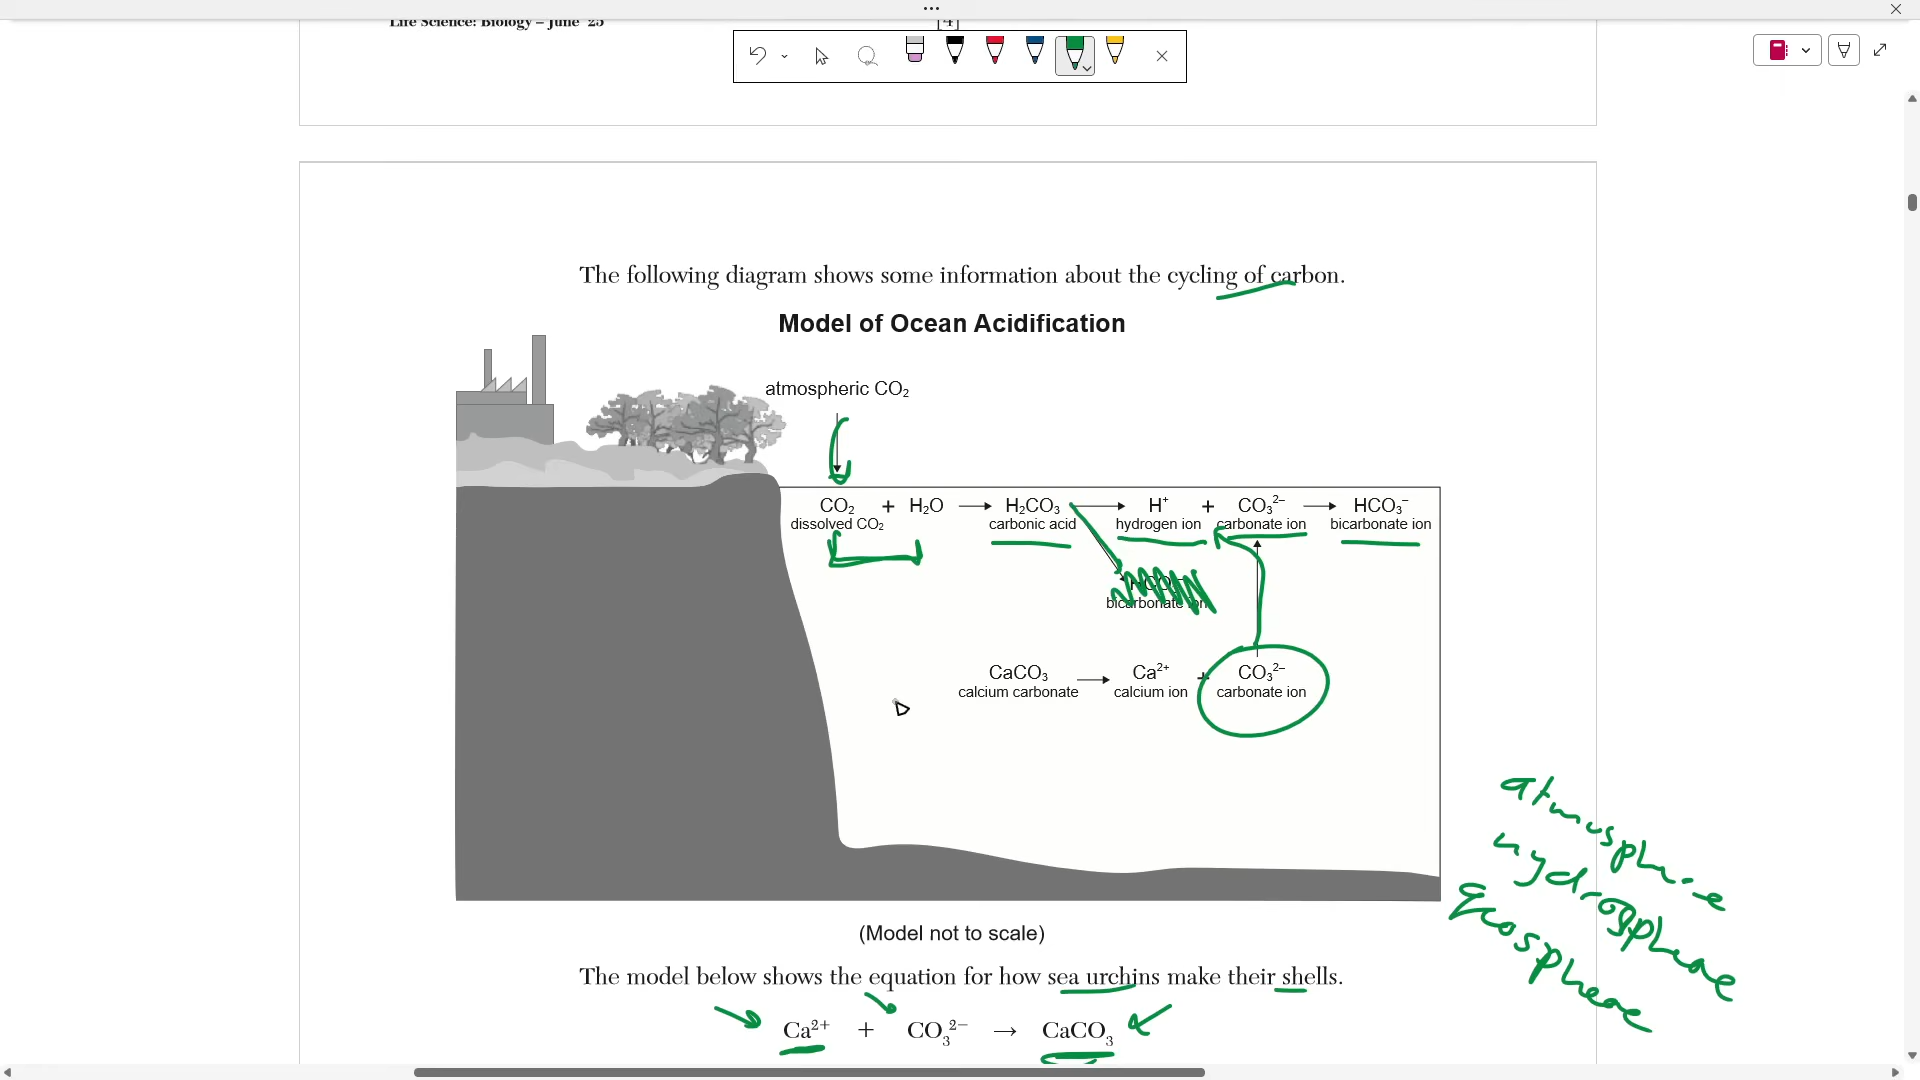 Life Science: Biology – June '25
[4]
The following diagram shows some information about the cycling of carbon.
Model of Ocean Acidification
atmospheric CO₂
CO₂ + H₂O → H₂CO₃ → H⁺ + CO₃²⁻ → HCO₃⁻
dissolved CO₂ carbonic acid hydrogen ion carbonate ion bicarbonate ion
bicarbonate ion
CaCO₃ → Ca²⁺ + CO₃²⁻
calcium carbonate calcium ion carbonate ion
atmosphere
hydrosphere
geosphere
(Model not to scale)
The model below shows the equation for how sea urchins make their shells.
Ca²⁺ + CO₃²⁻ → CaCO₃